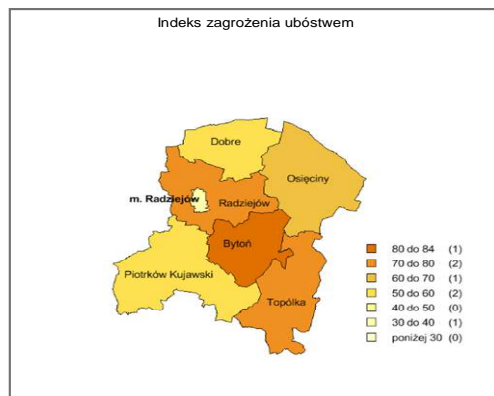 Indeks zagrożenia ubóstwem
Dobre
Osięciny
m. Radziejów
Radziejów
Bytoń
Piotrków Kujawski
Topólka
80 do 84 (1)
70 do 80 (2)
60 do 70 (1)
50 do 60 (2)
40 do 50 (0)
30 do 40 (1)
poniżej 30 (0)